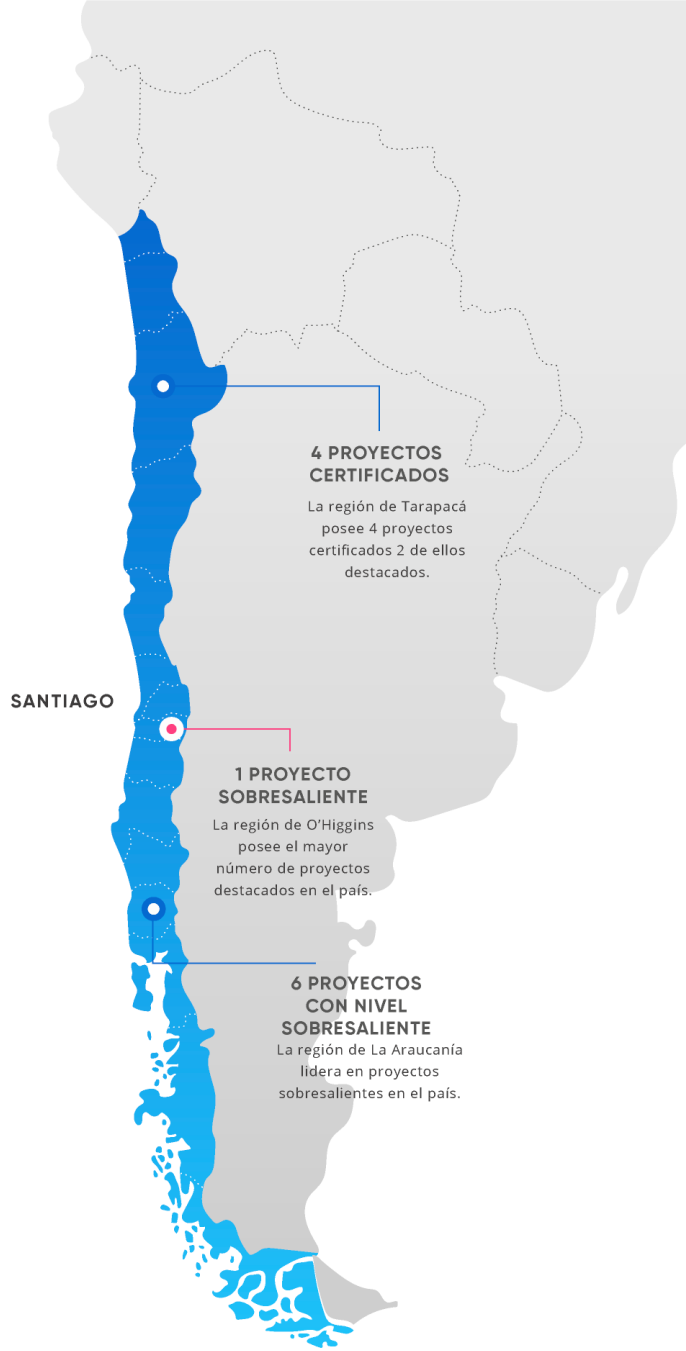 4 PROYECTOS
CERTIFICADOS
La región de Tarapacá
posee 4 proyectos
certificados 2 de ellos
destacados.
SANTIAGO
1 PROYECTO
SOBRESALIENTE
La región de O’Higgins
posee el mayor
número de proyectos
destacados en el país.
6 PROYECTOS
CON NIVEL
SOBRESALIENTE
La región de La Araucanía
lidera en proyectos
sobresalientes en el país.